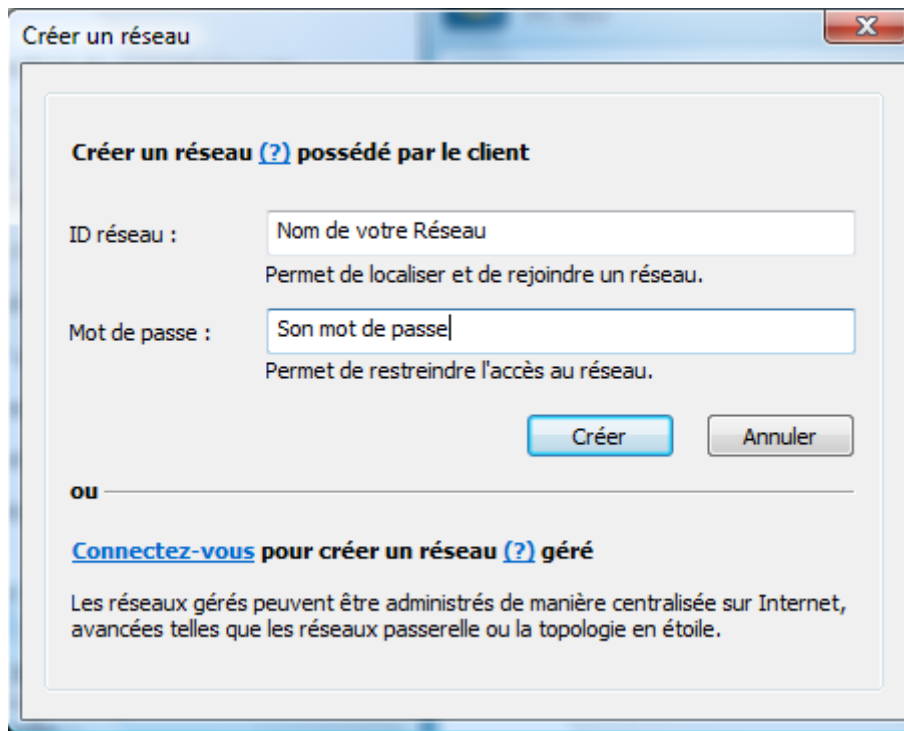 Créer un réseau
Créer un réseau (?) possédé par le client
ID réseau :
Nom de votre Réseau
Permet de localiser et de rejoindre un réseau.
Mot de passe :
Son mot de passe
Permet de restreindre l'accès au réseau.
Créer
Annuler
ou
Connectez-vous pour créer un réseau (?) géré
Les réseaux gérés peuvent être administrés de manière centralisée sur Internet,
avancées telles que les réseaux passerelle ou la topologie en étoile.